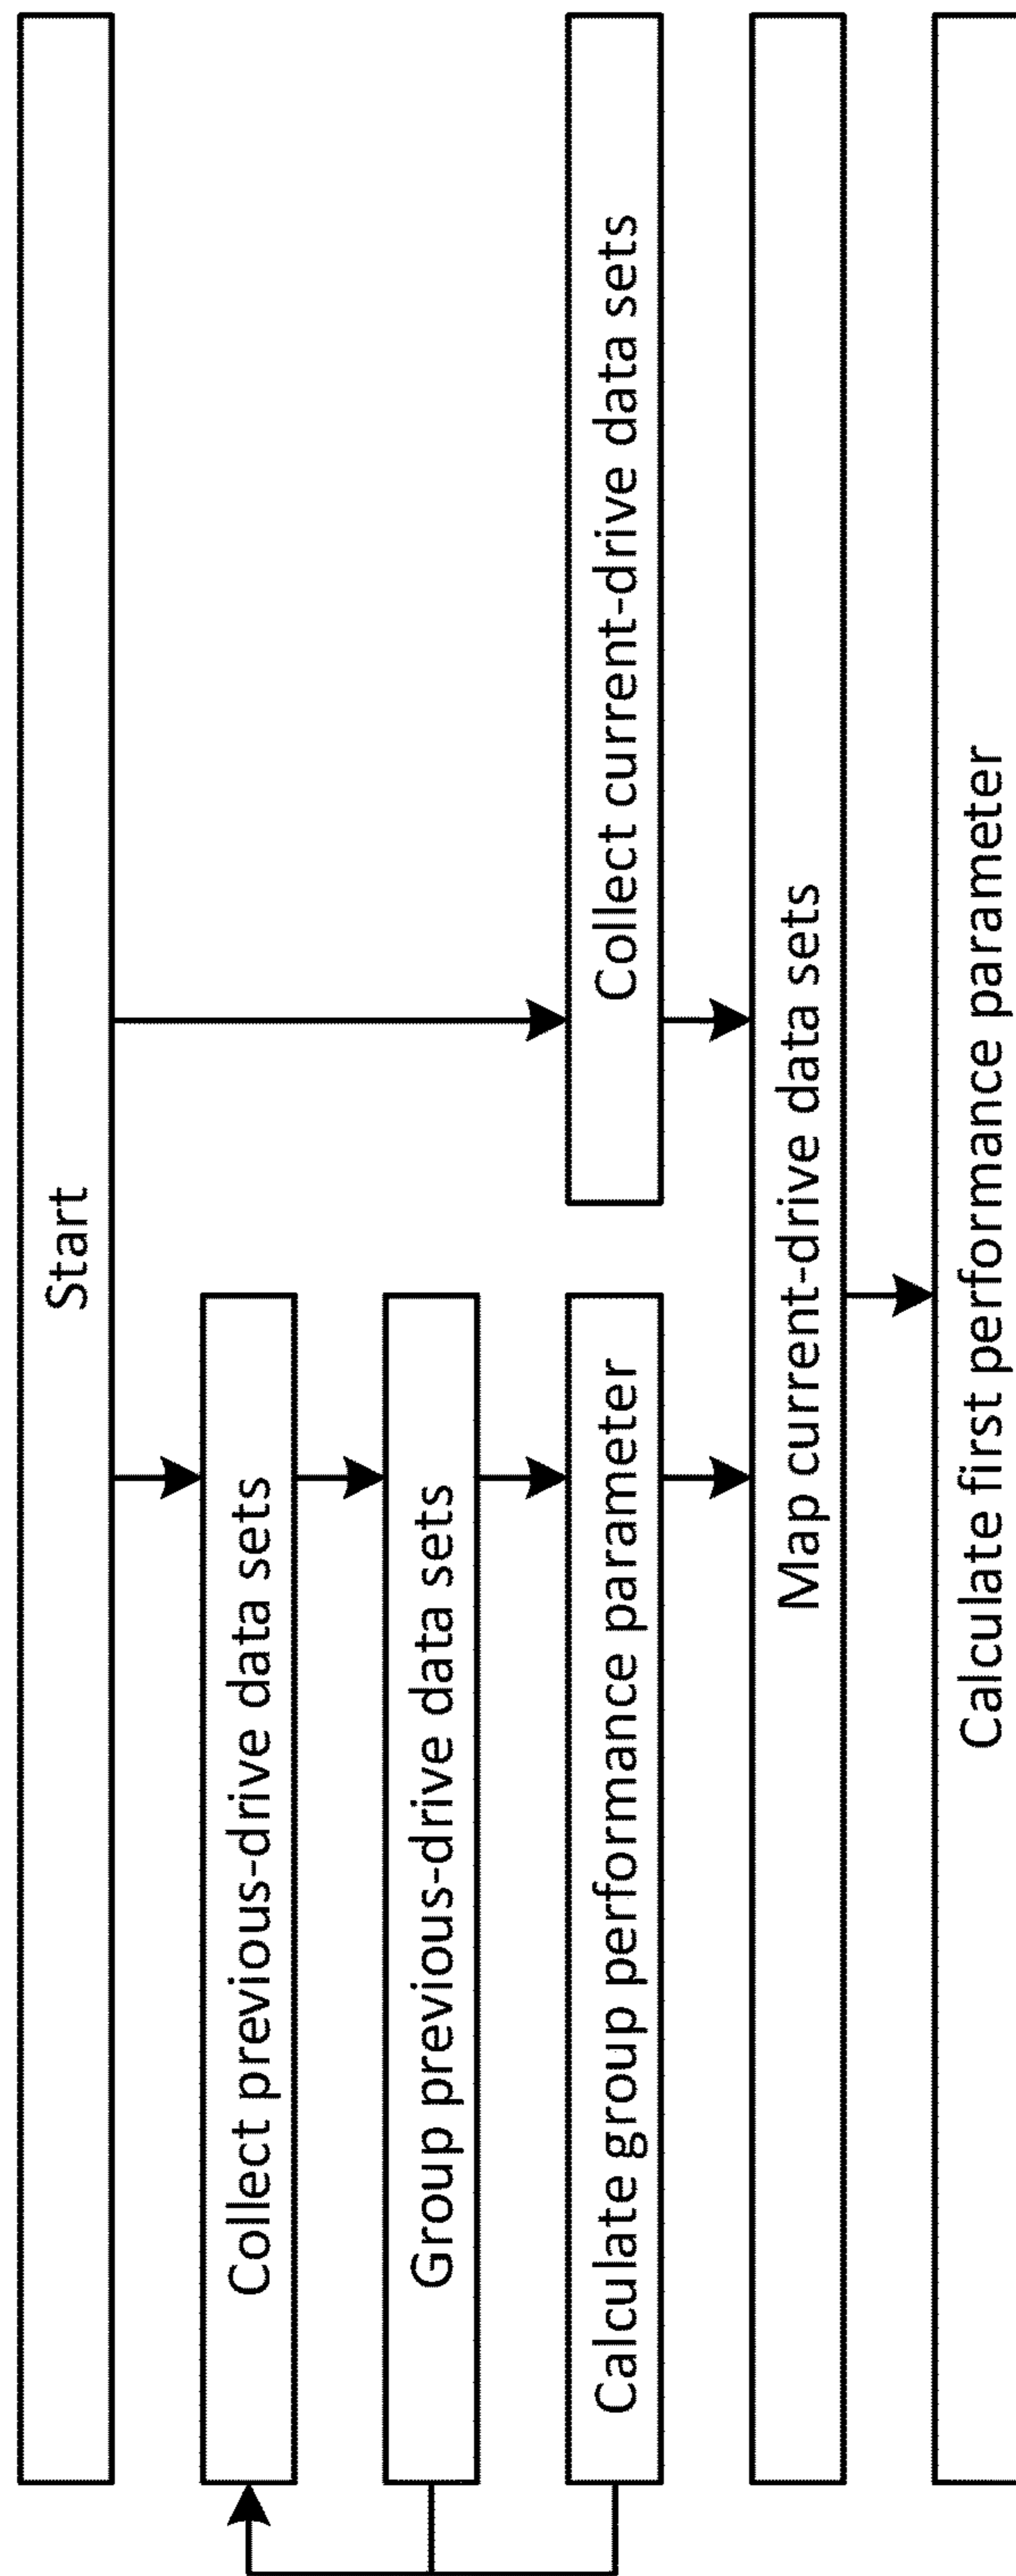 Start
Collect previous-drive data sets
Group previous-drive data sets
Calculate group performance parameter
Collect current-drive data sets
Map current-drive data sets
Calculate first performance parameter